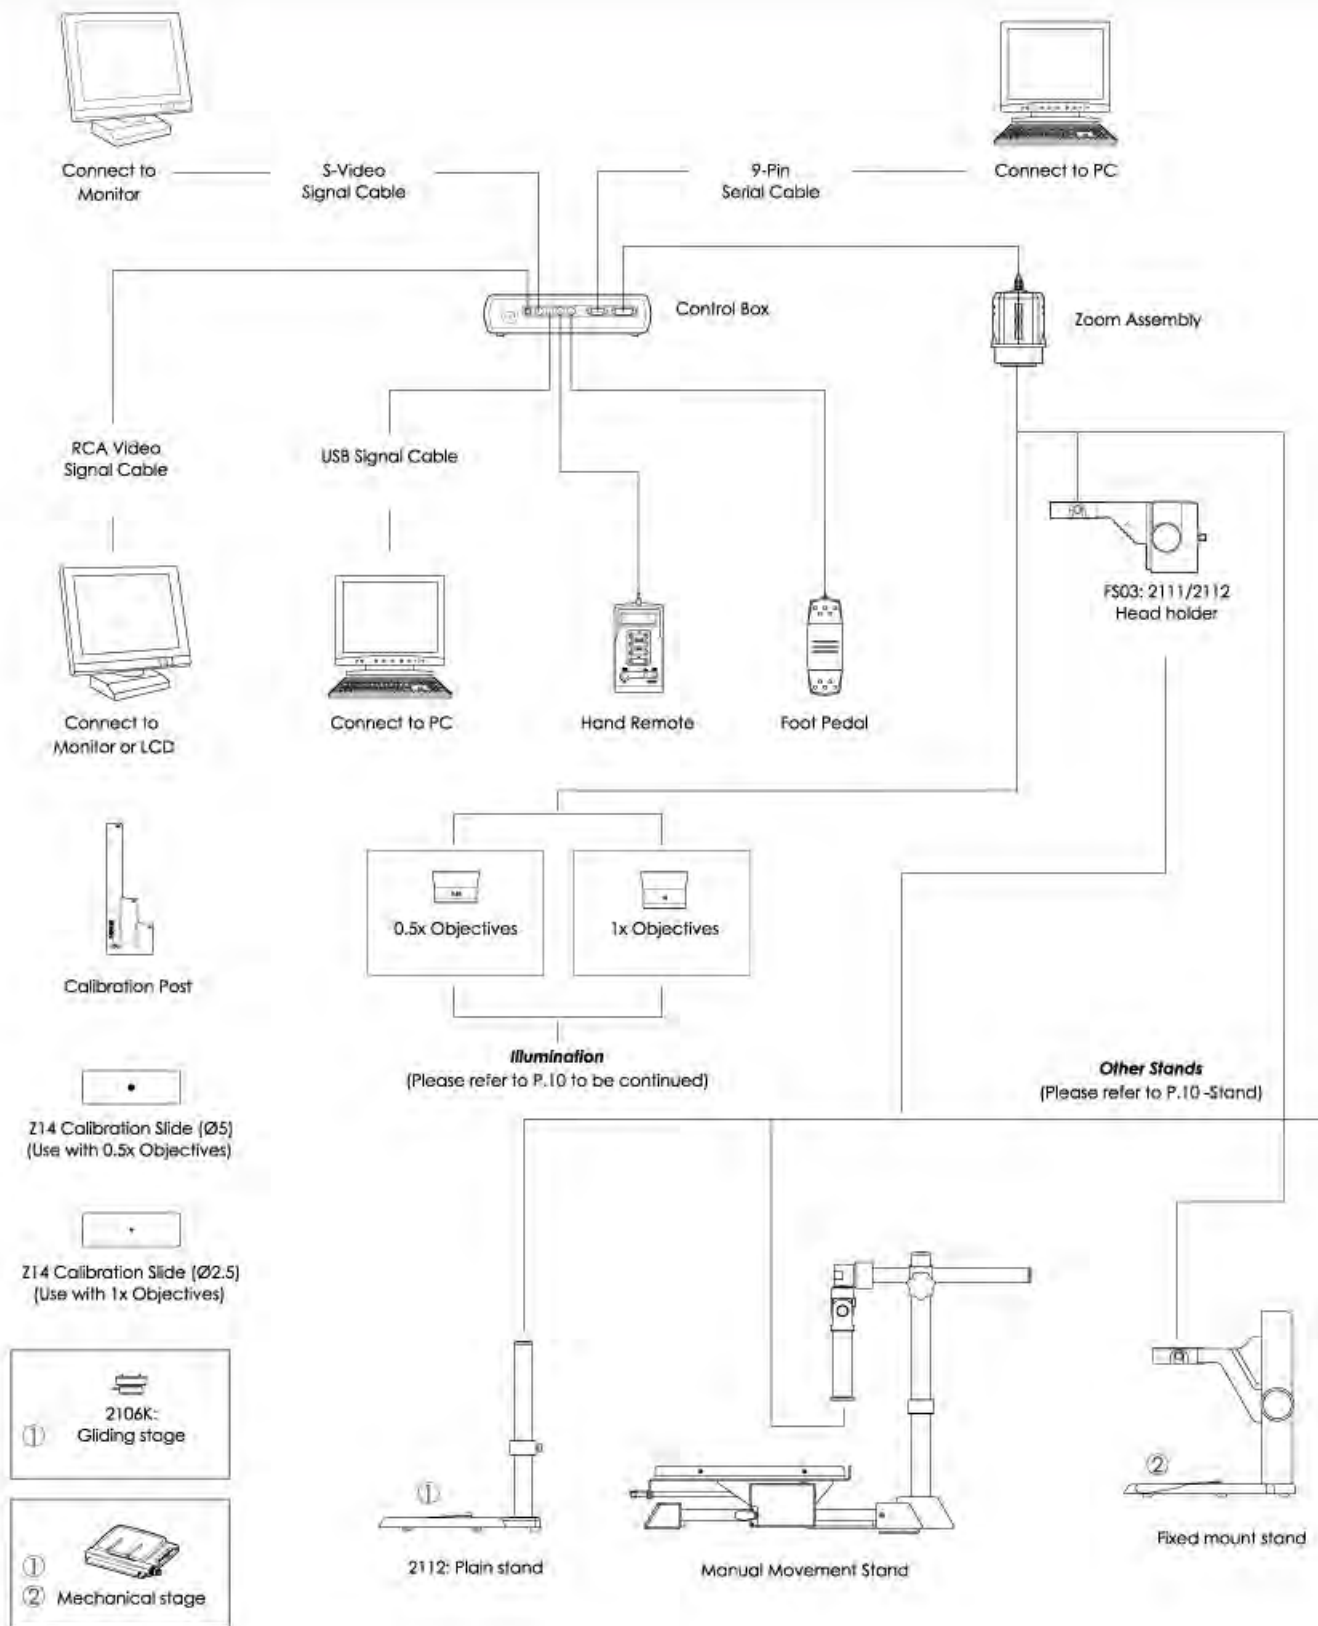 Connect to
Monitor
S-Video
Signal Cable
9-Pin
Serial Cable
Connect to PC
Control Box
Zoom Assembly
RCA Video
Signal Cable
USB Signal Cable
FS03: 2111/2112
Head holder
Connect to
Monitor or LCD
Connect to PC
Hand Remote
Foot Pedal
0.5x Objectives
1x Objectives
Calibration Post
Illumination
(Please refer to P.10 to be continued)
Other Stands
(Please refer to P.10 -Stand)
Z14 Calibration Slide (Ø5)
(Use with 0.5x Objectives)
Z14 Calibration Slide (Ø2.5)
(Use with 1x Objectives)
2106K:
① Gliding stage
①
② Mechanical stage
①
2112: Plain stand
Manual Movement Stand
②
Fixed mount stand